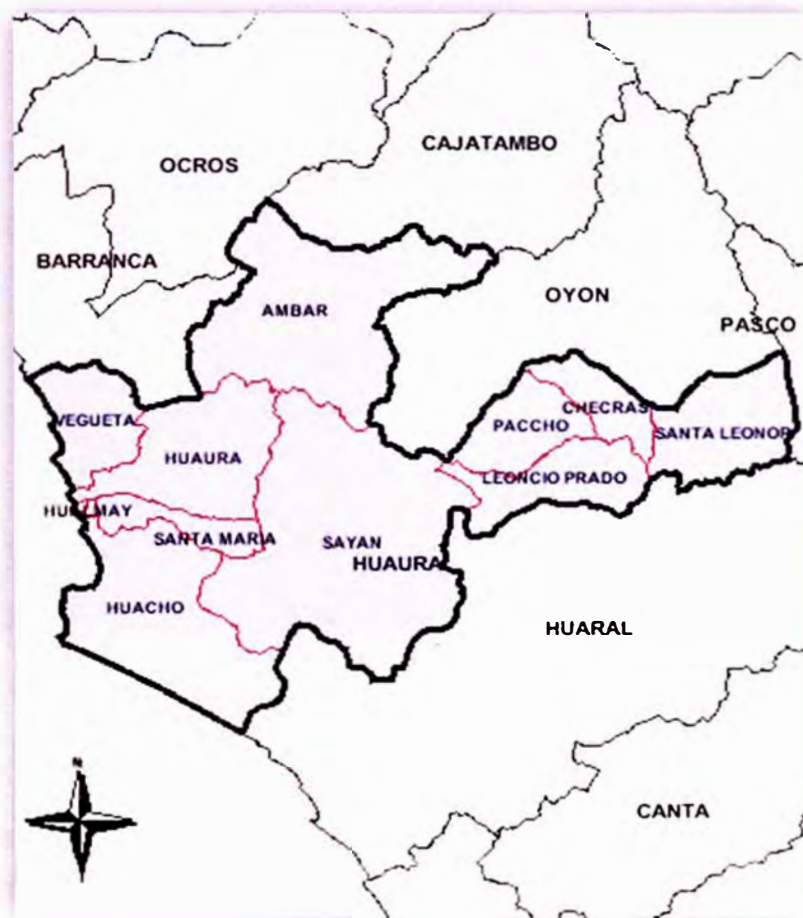 CAJATAMBO
OCROS
BARRANCA
OYON
AMBAR
PASCO
CHECRAS
VEGUETA
PACCHO
SANTA LEONOR
HUAURA
LEONCIO PRADO
SANTA MARIA
SAYAN
HUAURA
HUACHO
HUARAL
N
CANTA